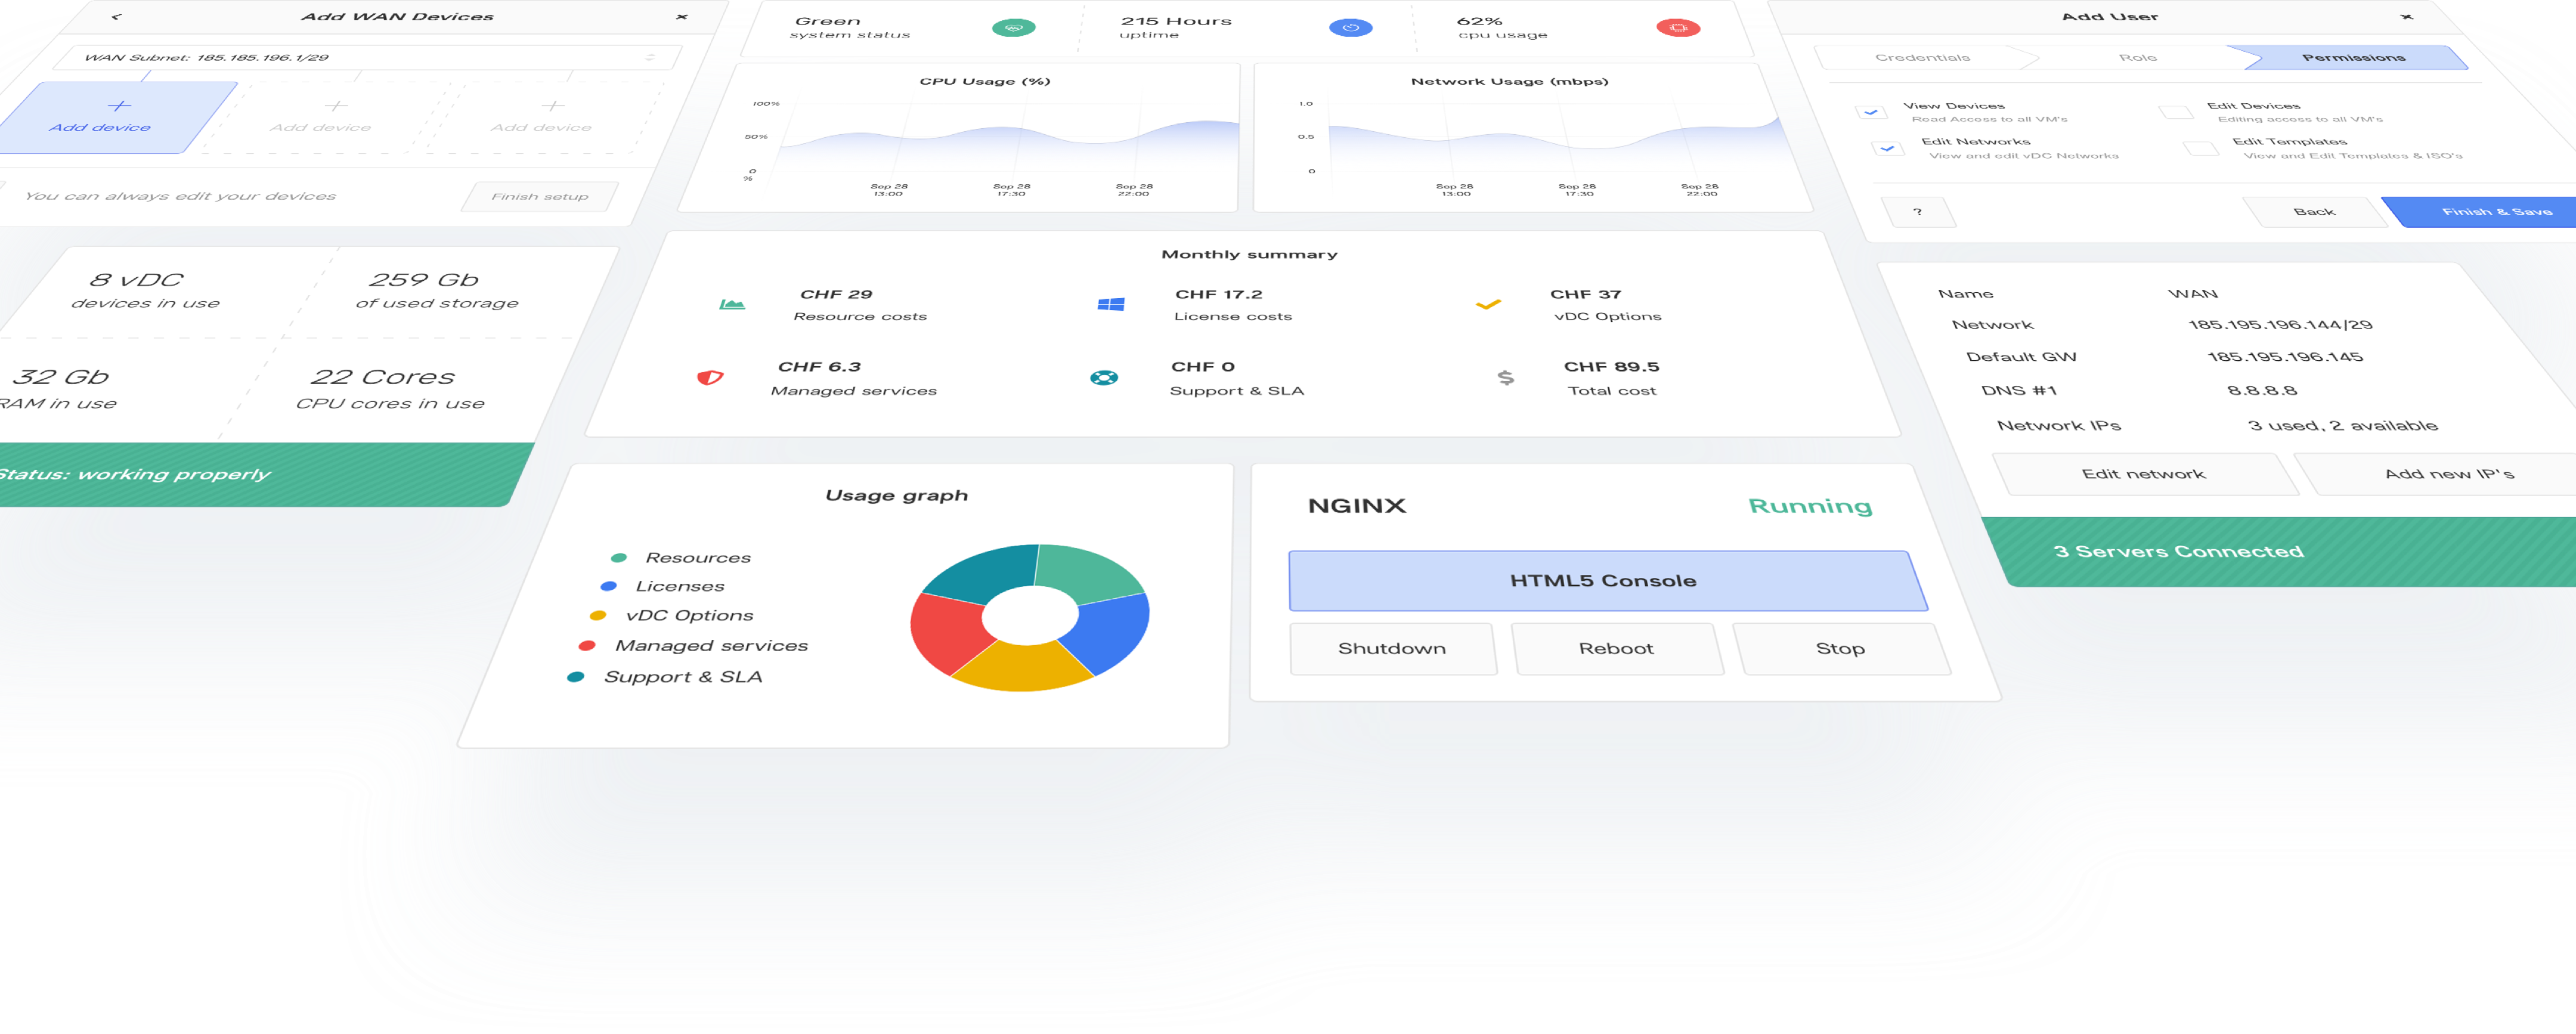 Add WAN Devices
WAN Subnet: 185.185.196.1/29
Add device
Add device
Add device
You can always edit your devices
Finish setup
8 vDC
devices in use
259 Gb
of used storage
32 Gb
RAM in use
22 Cores
CPU cores in use
Status: working properly
Green
system status
215 Hours
uptime
62%
cpu usage
CPU Usage (%)
100%
50%
0
%
Sep 28
13:00
Sep 28
17:30
Sep 28
22:00
Network Usage (mbps)
1.0
0.5
0
Sep 28
13:00
Sep 28
17:30
Sep 28
22:00
Monthly summary
CHF 29
Resource costs
CHF 17.2
License costs
CHF 37
vDC Options
CHF 6.3
Managed services
CHF 0
Support & SLA
$
CHF 89.5
Total cost
Usage graph
Resources
Licenses
vDC Options
Managed services
Support & SLA
NGINX
Running
HTML5 Console
Shutdown
Reboot
Stop
Add User
Credentials
Role
Permissions
View Devices
Read Access to all VM's
Edit Devices
Editing access to all VM's
Edit Networks
View and edit vDC Networks
Edit Templates
View and Edit Templates & ISO's
?
Back
Finish & Save
Name
WAN
Network
185.195.196.144/29
Default GW
185.195.196.145
DNS #1
8.8.8.8
Network IPs
3 used, 2 available
Edit network
Add new IP's
3 Servers Connected